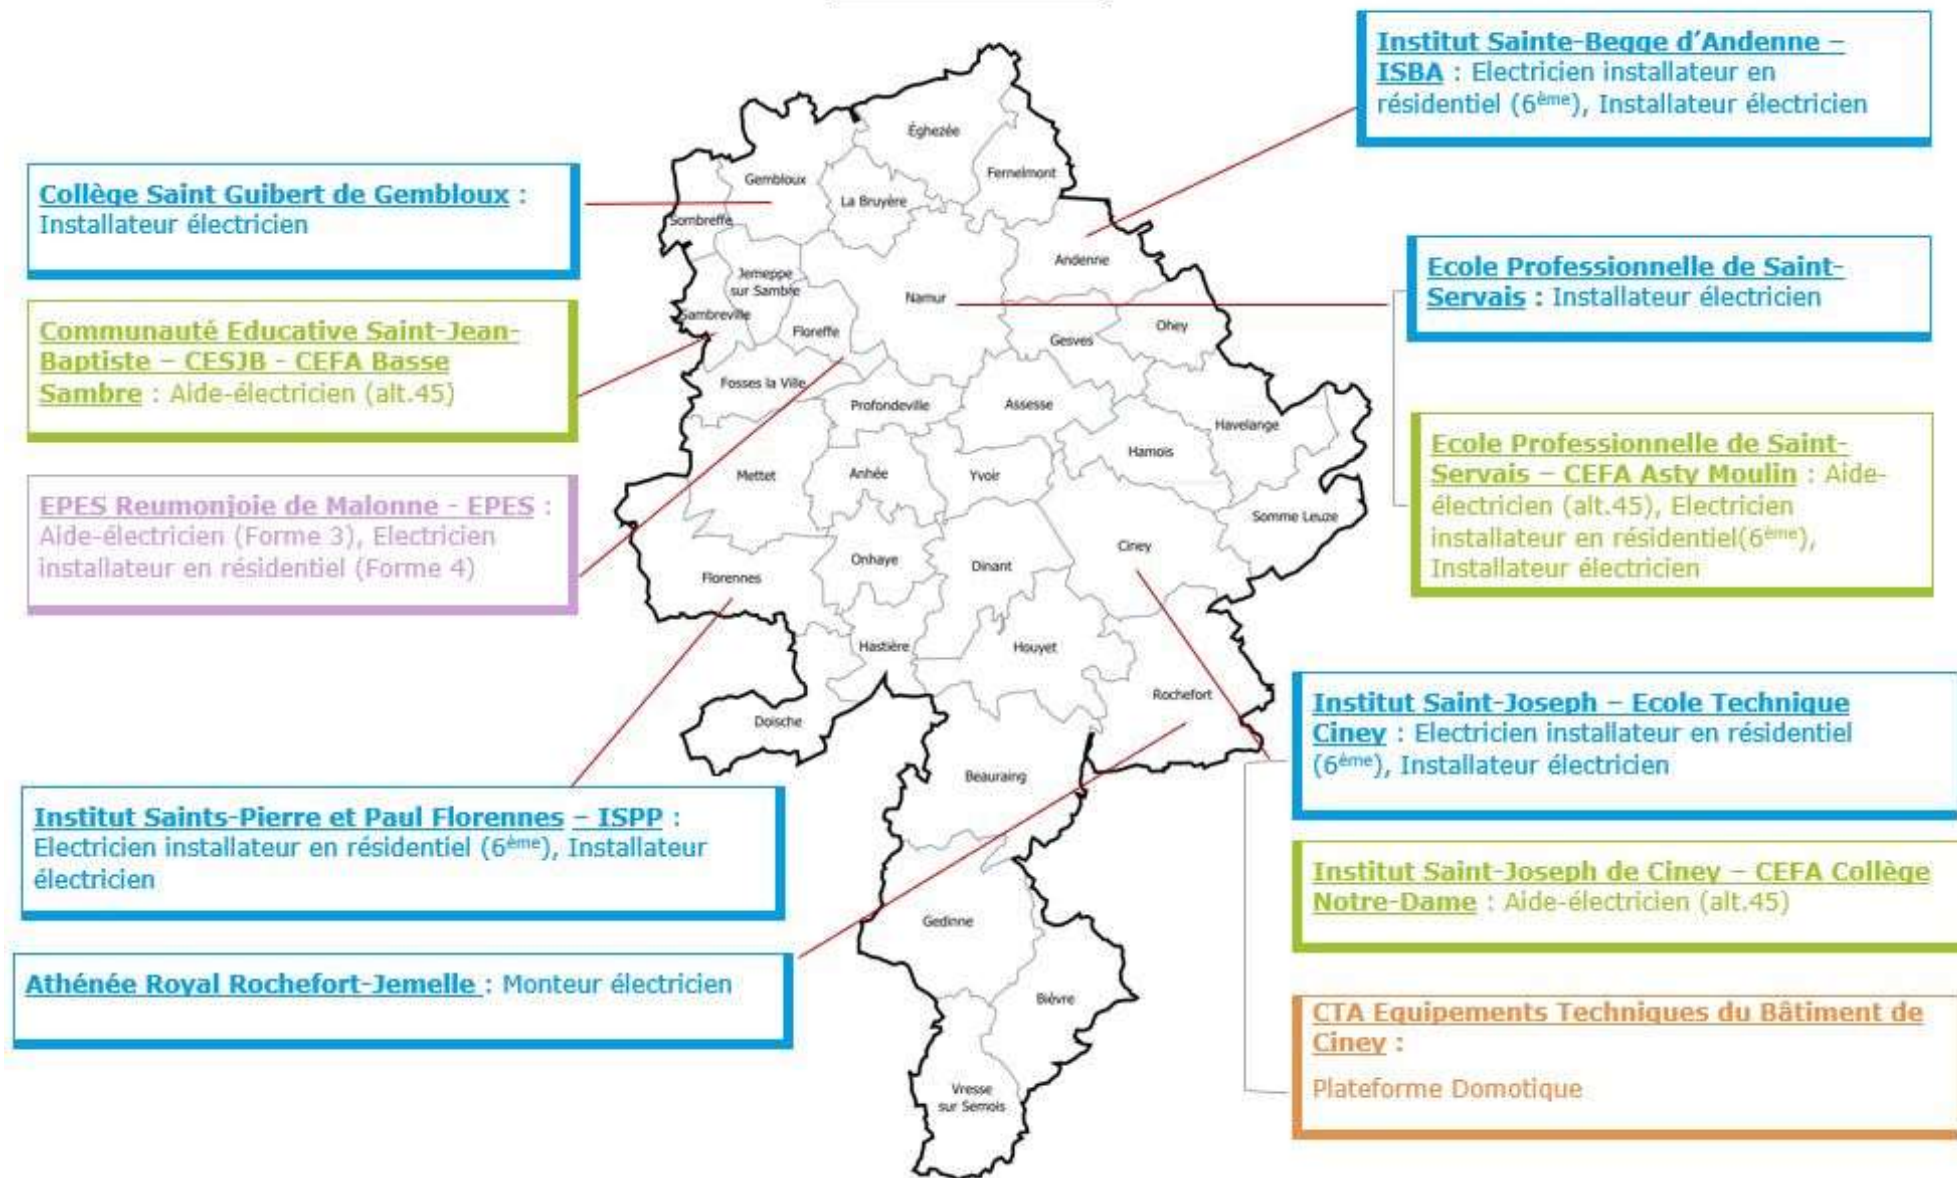 Institut Sainte-Begge d'Andenne –
ISBA : Electricien installateur en
résidentiel (6ème), Installateur électricien
Collège Saint Guibert de Gembloux :
Installateur électricien
Communauté Educative Saint-Jean-
Baptiste – CESJB - CEFA Basse
Sambre : Aide-électricien (alt.45)
EPES Reumonjoie de Malonne - EPES :
Aide-électricien (Forme 3), Electricien
installateur en résidentiel (Forme 4)
Institut Saints-Pierre et Paul Florennes – ISPP :
Electricien installateur en résidentiel (6ème), Installateur
électricien
Athénée Royal Rochefort-Jemelle : Monteur électricien
Éghezée
Gembloux
Fernelmont
La Bruyère
Sombreffe
Andenne
Jemeppe
sur Sambre
Namur
Sambreville
Floreffe
Gesves
Ohey
Fosses la Ville
Profondeville
Assesse
Havelange
Hamois
Mettet
Anhée
Yvoir
Somme Leuze
Ciney
Onhaye
Dinant
Florennes
Hastière
Houyet
Rochefort
Doische
Beauraing
Gedinne
Bièvre
Vresse
sur Semois
Ecole Professionnelle de Saint-
Servais : Installateur électricien
Ecole Professionnelle de Saint-
Servais – CEFA Asty Moulin : Aide-
électricien (alt.45), Electricien
installateur en résidentiel(6ème),
Installateur électricien
Institut Saint-Joseph – Ecole Technique
Ciney : Electricien installateur en résidentiel
(6ème), Installateur électricien
Institut Saint-Joseph de Ciney – CEFA Collège
Notre-Dame : Aide-électricien (alt.45)
CTA Equipements Techniques du Bâtiment de
Ciney :
Plateforme Domotique